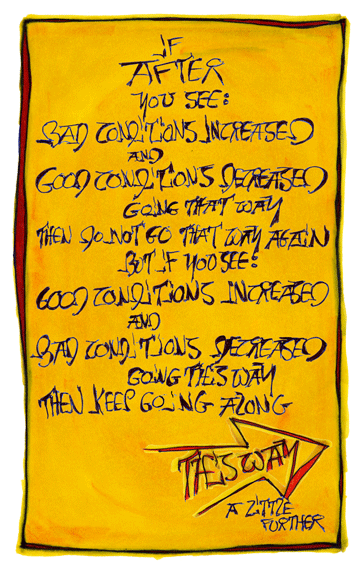 IF
AFTER
YOU SEE:
BAD CONDITIONS INCREASED
AND
GOOD CONDITIONS DECREASED
GOING THAT WAY
THEN DO NOT GO THAT WAY AGAIN
BUT IF YOU SEE:
GOOD CONDITIONS INCREASED
AND
BAD CONDITIONS DECREASED
GOING THIS WAY
THEN KEEP GOING ALONG
THIS WAY
A LITTLE
FURTHER